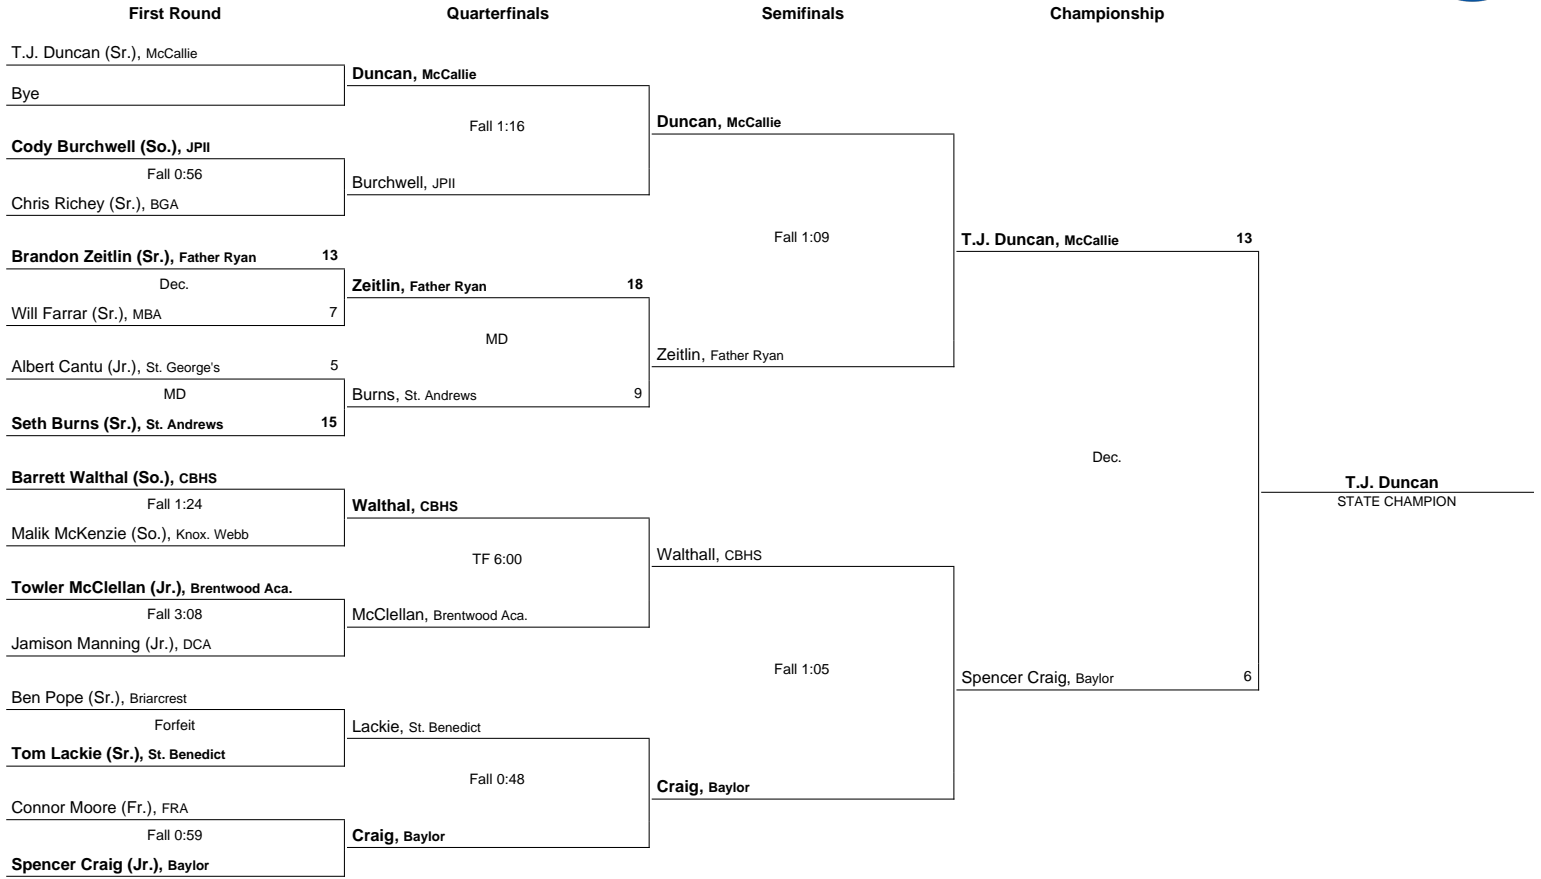 First Round Quarterfinals Semifinals Championship
T.J. Duncan (Sr.), McCallie
Bye
Cody Burchwell (So.), JPII
Fall 0:56
Chris Richey (Sr.), BGA
Brandon Zeitlin (Sr.), Father Ryan 13
Dec.
Will Farrar (Sr.), MBA 7
Albert Cantu (Jr.), St. George's 5
MD
Seth Burns (Sr.), St. Andrews 15
Barrett Walthal (So.), CBHS
Fall 1:24
Malik McKenzie (So.), Knox. Webb
Towler McClellan (Jr.), Brentwood Aca.
Fall 3:08
Jamison Manning (Jr.), DCA
Ben Pope (Sr.), Briarcrest
Forfeit
Tom Lackie (Sr.), St. Benedict
Connor Moore (Fr.), FRA
Fall 0:59
Spencer Craig (Jr.), Baylor
Duncan, McCallie
Fall 1:16
Burchwell, JPII
Zeitlin, Father Ryan 18
MD
Burns, St. Andrews 9
Walthal, CBHS
TF 6:00
McClellan, Brentwood Aca.
Lackie, St. Benedict
Fall 0:48
Craig, Baylor
Duncan, McCallie
Fall 1:09
Zeitlin, Father Ryan
Walthall, CBHS
Fall 1:05
Craig, Baylor
T.J. Duncan, McCallie 13
Dec.
Spencer Craig, Baylor 6
T.J. Duncan
STATE CHAMPION